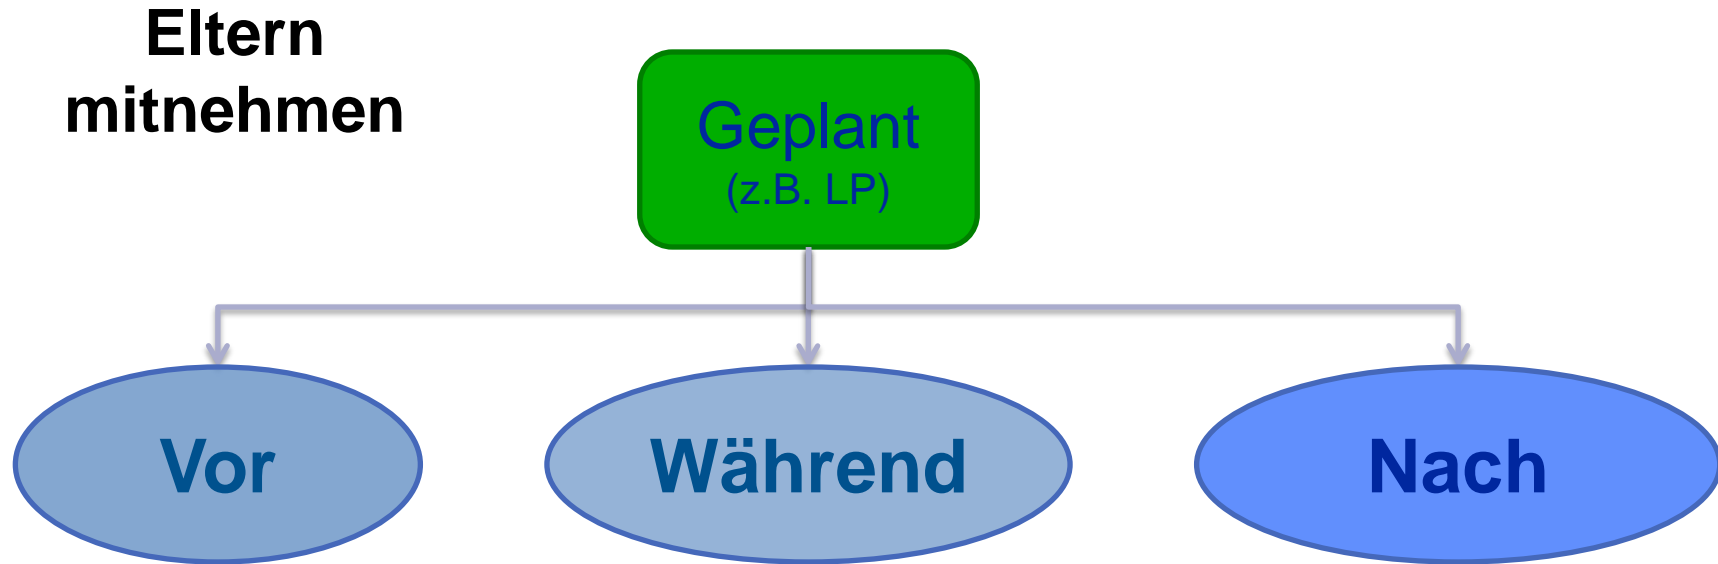 Eltern
mitnehmen
Geplant
(z.B. LP)
Vor
Während
Nach